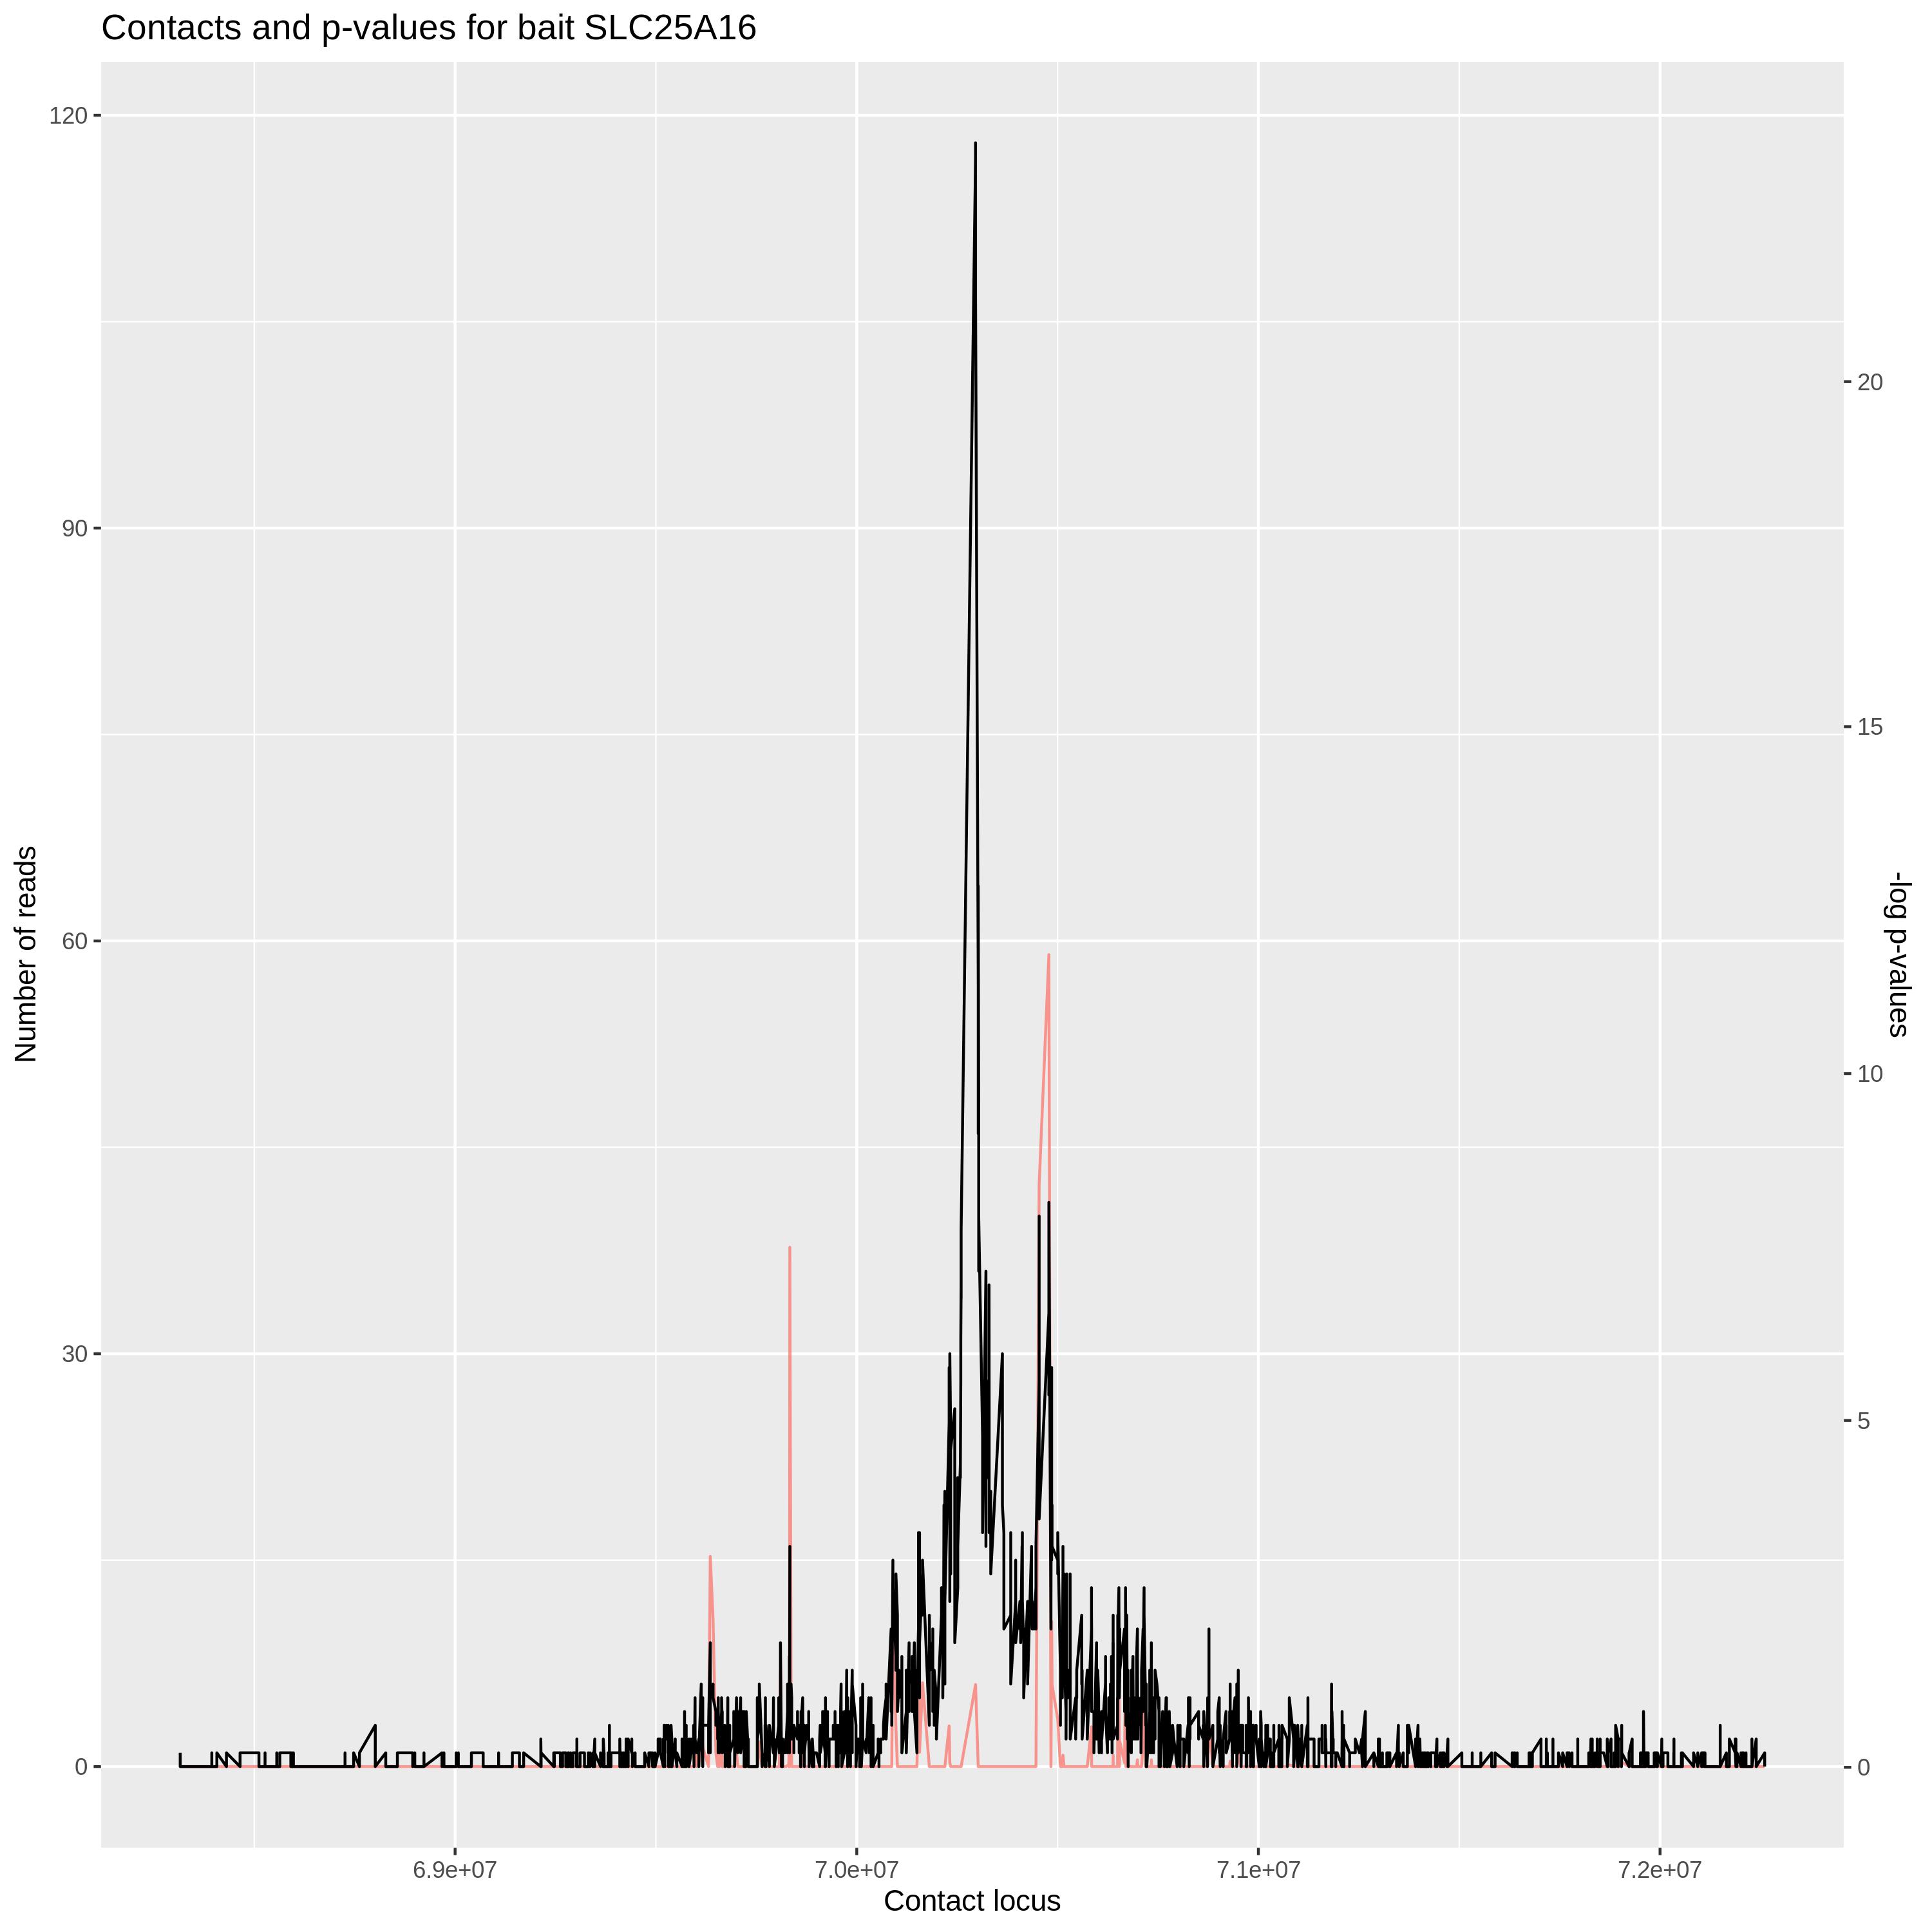 Contacts and p-values for bait SLC25A16
120
90
60
30
0
Number of reads
20
15
10
5
0
-log p-values
6.9e+07
7.0e+07
7.1e+07
7.2e+07
Contact locus